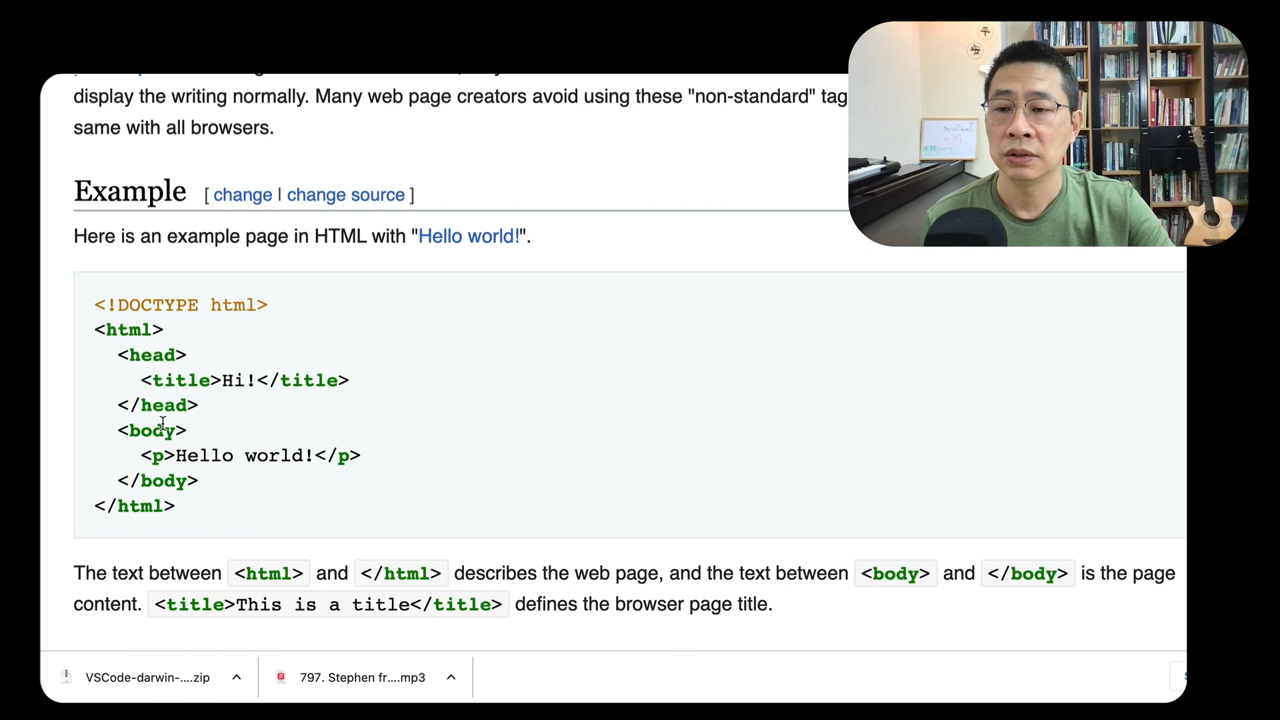 display the writing normally. Many web page creators avoid using these "non-standard" tag
same with all browsers.
Example [ change | change source ]
Here is an example page in HTML with "Hello world!".
<!DOCTYPE html>
<html>
<head>
<title>Hi!</title>
</head>
<body>
<p>Hello world!</p>
</body>
</html>
The text between <html> and </html> describes the web page, and the text between <body> and </body> is the page
content. <title>This is a title</title> defines the browser page title.
VSCode-darwin-....zip
797. Stephen fr....mp3